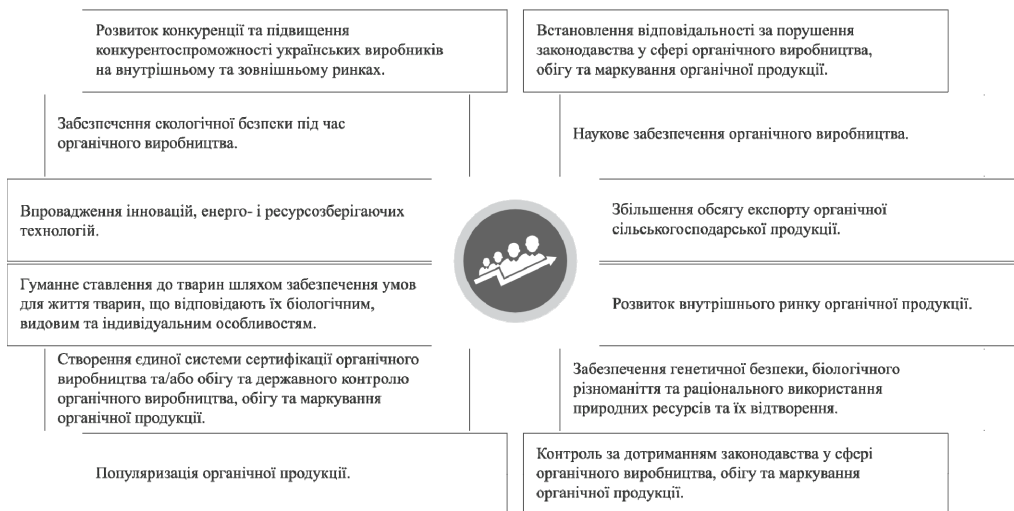 Розвиток конкуренції та підвищення
конкурентоспроможності українських виробників
на внутрішньому та зовнішньому ринках.
Встановлення відповідальності за порушення
законодавства у сфері органічного виробництва,
обігу та маркування органічної продукції.
Забезпечення екологічної безпеки під час
органічного виробництва.
Наукове забезпечення органічного виробництва.
Впровадження інновацій, енерго- і ресурсозберігаючих
технологій.
Збільшення обсягу експорту органічної
сільськогосподарської продукції.
Гуманне ставлення до тварин шляхом забезпечення умов
для життя тварин, що відповідають їх біологічним,
видовим та індивідуальним особливостям.
Розвиток внутрішнього ринку органічної продукції.
Створення єдиної системи сертифікації органічного
виробництва та/або обігу та державного контролю
органічного виробництва, обігу та маркування
органічної продукції.
Забезпечення генетичної безпеки, біологічного
різноманіття та раціонального використання
природних ресурсів та їх відтворення.
Популяризація органічної продукції.
Контроль за дотриманням законодавства у сфері
органічного виробництва, обігу та маркування
органічної продукції.